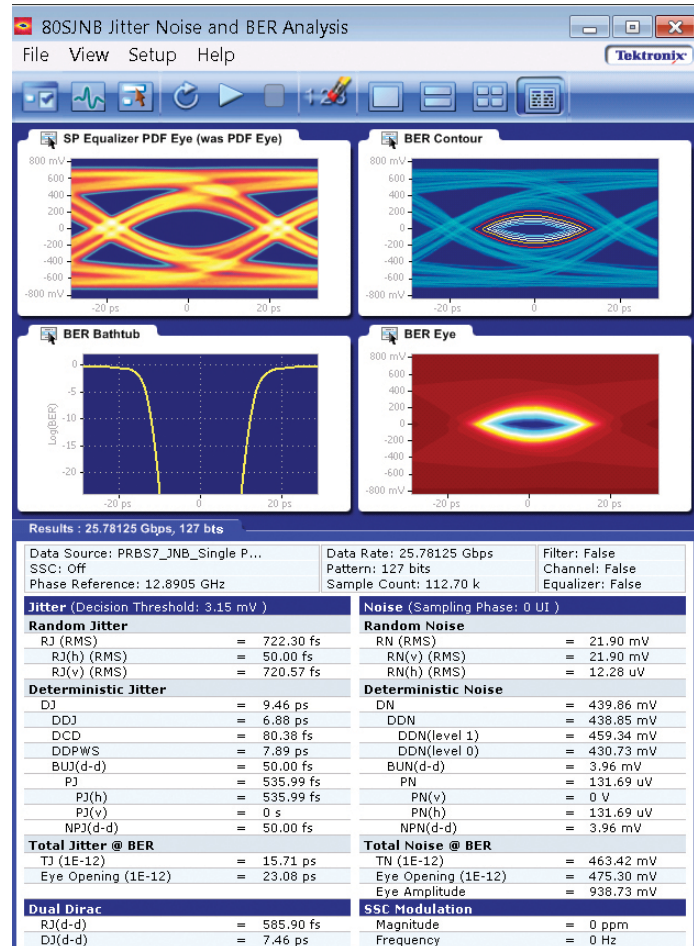 80SJNB Jitter Noise and BER Analysis
File View Setup Help
Tektronix
SP Equalizer PDF Eye (was PDF Eye)
800 mV
600
400
200
0
-200
-400
-600
-800 mV
-20 ps 0 20 ps
BER Contour
800 mV
600
400
200
0
-200
-400
-600
-800 mV
-20 ps 0 20 ps
BER Bathtub
Log(BER)
0
-5
-10
-15
-20
-20 ps 0 20 ps
BER Eye
800 mV
600
400
200
0
-200
-400
-600
-800 mV
-20 ps 0 20 ps
Results : 25.78125 Gbps, 127 bts
Data Source: PRBS7_JNB_Single P... Data Rate: 25.78125 Gbps Filter: False
SSC: Off Pattern: 127 bits Channel: False
Phase Reference: 12.8905 GHz Sample Count: 112.70 k Equalizer: False
Jitter (Decision Threshold: 3.15 mV )
Random Jitter
RJ (RMS) = 722.30 fs
RJ(h) (RMS) = 50.00 fs
RJ(v) (RMS) = 720.57 fs
Deterministic Jitter
DJ = 9.46 ps
DDJ = 6.88 ps
DCD = 80.38 fs
DDPWS = 7.89 ps
BUJ(d-d) = 50.00 fs
PJ = 535.99 fs
PJ(h) = 535.99 fs
PJ(v) = 0 s
NPJ(d-d) = 50.00 fs
Total Jitter @ BER
TJ (1E-12) = 15.71 ps
Eye Opening (1E-12) = 23.08 ps
Dual Dirac
RJ(d-d) = 585.90 fs
DJ(d-d) = 7.46 ps
Noise (Sampling Phase: 0 UI )
Random Noise
RN (RMS) = 21.90 mV
RN(v) (RMS) = 21.90 mV
RN(h) (RMS) = 12.28 uV
Deterministic Noise
DN = 439.86 mV
DDN = 438.85 mV
DDN(level 1) = 459.34 mV
DDN(level 0) = 430.73 mV
BUN(d-d) = 3.96 mV
PN = 131.69 uV
PN(v) = 0 V
PN(h) = 131.69 uV
NPN(d-d) = 3.96 mV
Total Noise @ BER
TN (1E-12) = 463.42 mV
Eye Opening (1E-12) = 475.30 mV
Eye Amplitude = 938.73 mV
SSC Modulation
Magnitude = 0 ppm
Frequency = 0 Hz